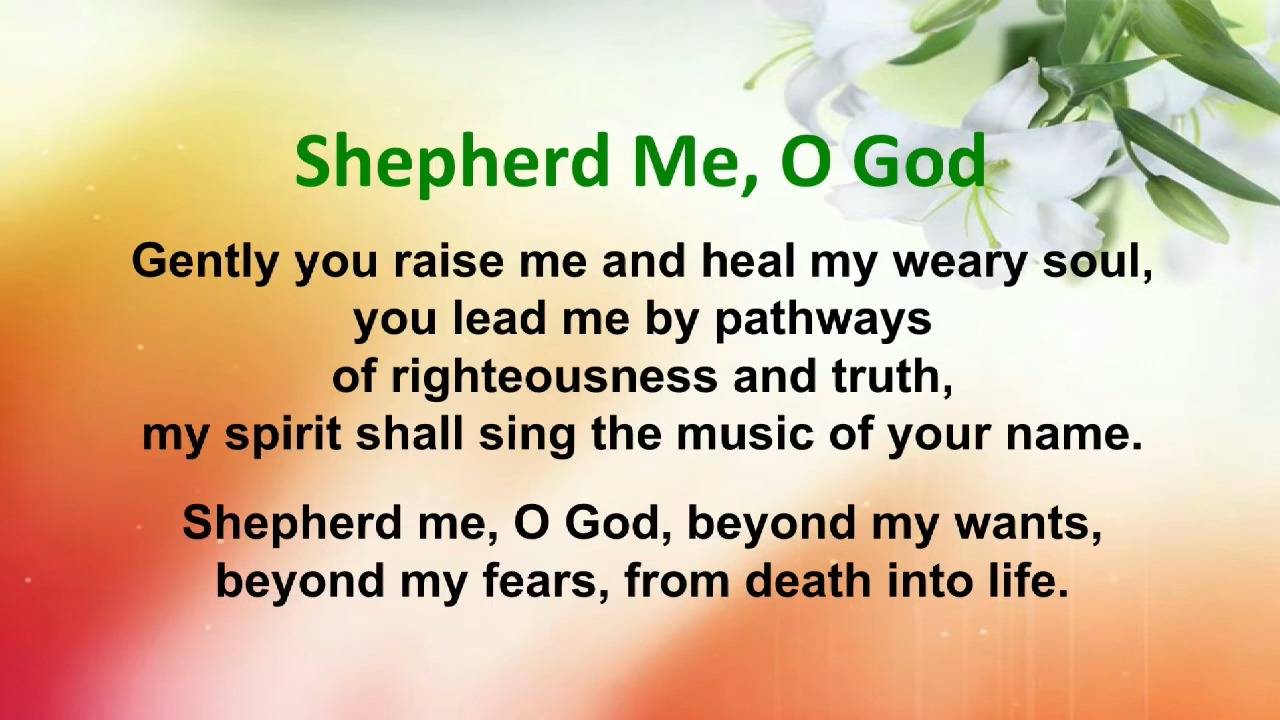 Shepherd Me, O God
Gently you raise me and heal my weary soul,
you lead me by pathways
of righteousness and truth,
my spirit shall sing the music of your name.
Shepherd me, O God, beyond my wants,
beyond my fears, from death into life.